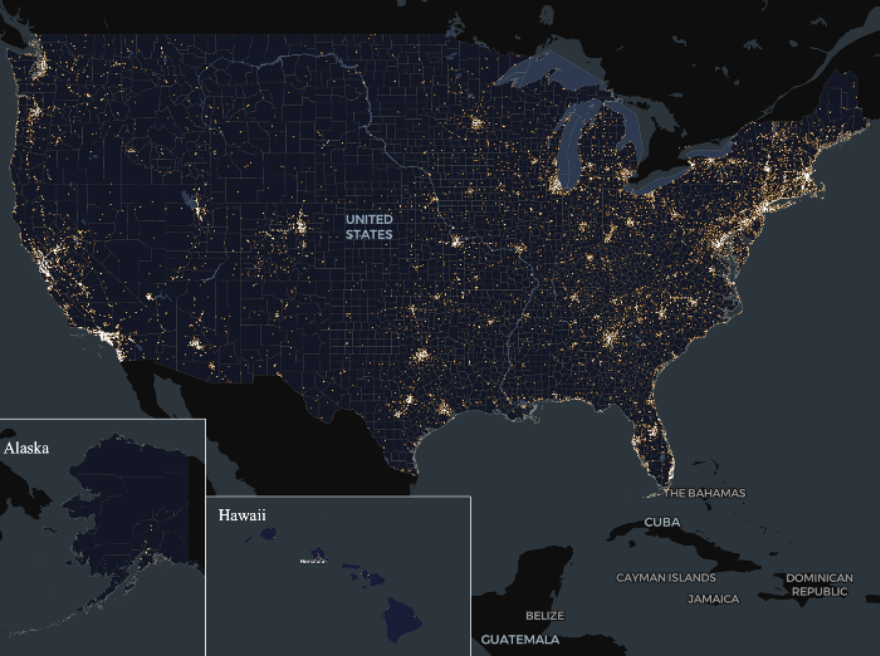 UNITED
STATES
Alaska
Hawaii
Honolulu
THE BAHAMAS
CUBA
CAYMAN ISLANDS
DOMINICAN
REPUBLIC
JAMAICA
BELIZE
GUATEMALA